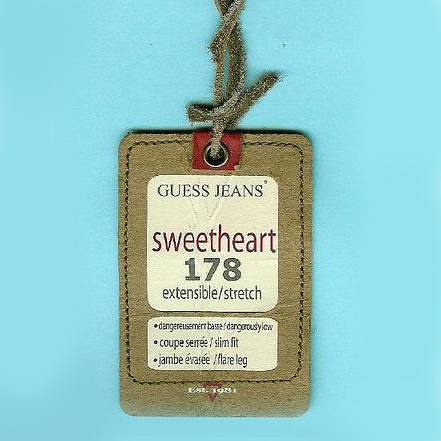 GUESS JEANS®
sweetheart
178
extensible/stretch
• dangereusement basse / dangerously low
• coupe serrée / slim fit
• jambe évasée / flare leg
EST. 1981